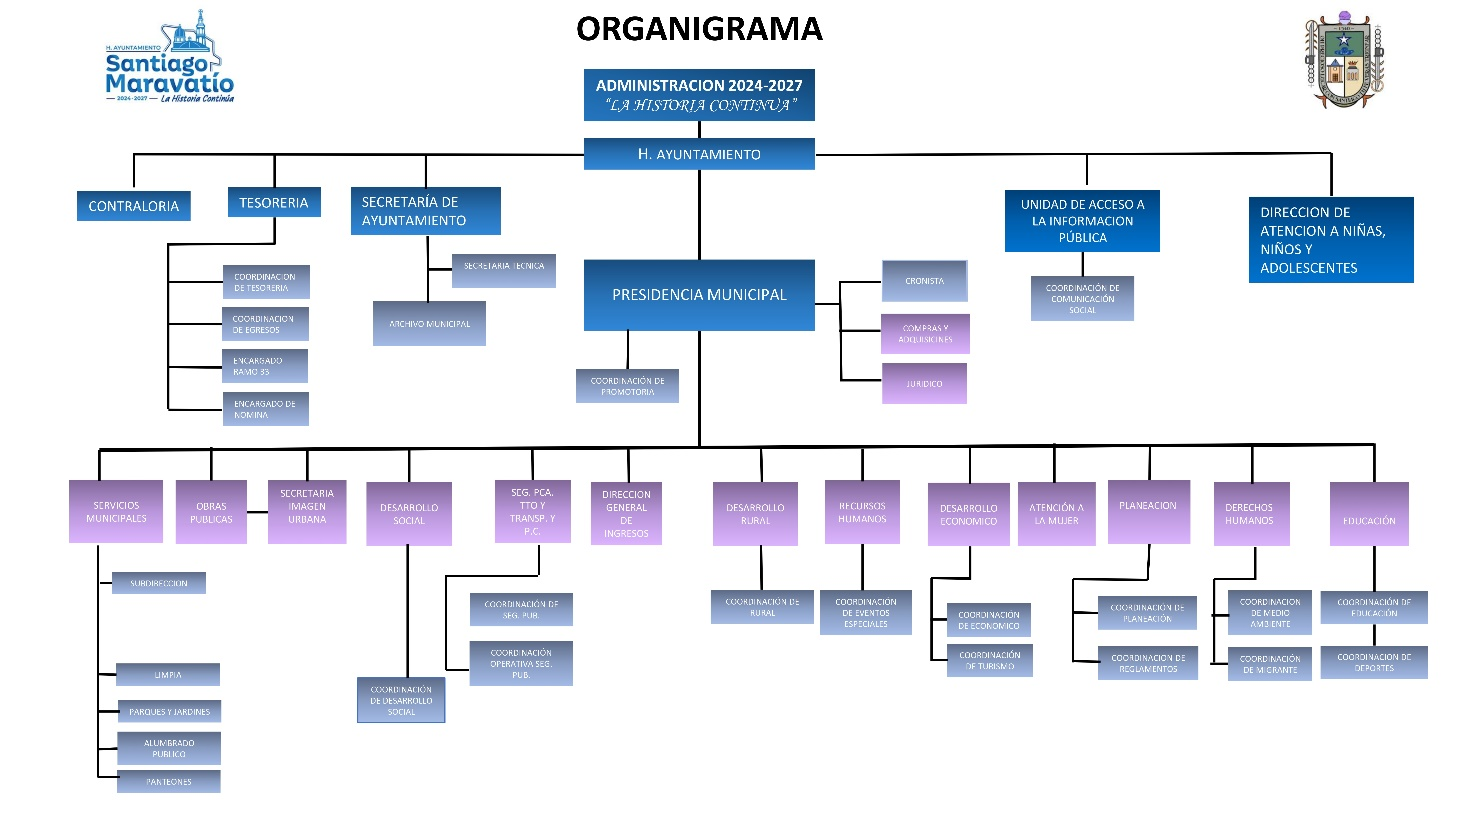 ORGANIGRAMA
H. AYUNTAMIENTO
Santiago
Maravatío
2024-2027 La Historia Continúa
ADMINISTRACION 2024-2027
"LA HISTORIA CONTINUA"
H. AYUNTAMIENTO
CONTRALORIA
TESORERIA
SECRETARÍA DE
AYUNTAMIENTO
UNIDAD DE ACCESO A
LA INFORMACION
PÚBLICA
DIRECCION DE
ATENCION A NIÑAS,
NIÑOS Y
ADOLESCENTES
COORDINACION
DE TESORERIA
COORDINACION
DE EGRESOS
ENCARGADO
RAMO 33
ENCARGADO DE
NOMINA
SECRETARIA TECNICA
ARCHIVO MUNICIPAL
PRESIDENCIA MUNICIPAL
CRONISTA
COMPRAS Y
ADQUISICINES
JURIDICO
COORDINACIÓN DE
COMUNICACIÓN
SOCIAL
COORDINACIÓN DE
PROMOTORIA
SERVICIOS
MUNICIPALES
OBRAS
PUBLICAS
SECRETARIA
IMAGEN
URBANA
DESARROLLO
SOCIAL
SEG. PCA.
TTO Y
TRANSP. Y
P.C.
DIRECCION
GENERAL
DE
INGRESOS
DESARROLLO
RURAL
RECURSOS
HUMANOS
DESARROLLO
ECONOMICO
ATENCIÓN A
LA MUJER
PLANEACION
DERECHOS
HUMANOS
EDUCACIÓN
SUBDIRECCION
LIMPIA
PARQUES Y JARDINES
ALUMBRADO
PUBLICO
PANTEONES
COORDINACIÓN
DE DESARROLLO
SOCIAL
COORDINACIÓN DE
SEG. PUB.
COORDINACIÓN
OPERATIVA SEG.
PUB.
COORDINACIÓN DE
RURAL
COORDINACIÓN
DE EVENTOS
ESPECIALES
COORDINACIÓN
DE ECONOMICO
COORDINACIÓN
DE TURISMO
COORDINACIÓN DE
PLANEACIÓN
COORDINACION DE
REGLAMENTOS
COORDINACION
DE MEDIO
AMBIENTE
COORDINACIÓN
DE MIGRANTE
COORDINACIÓN DE
EDUCACIÓN
COORDINACION DE
DEPORTES